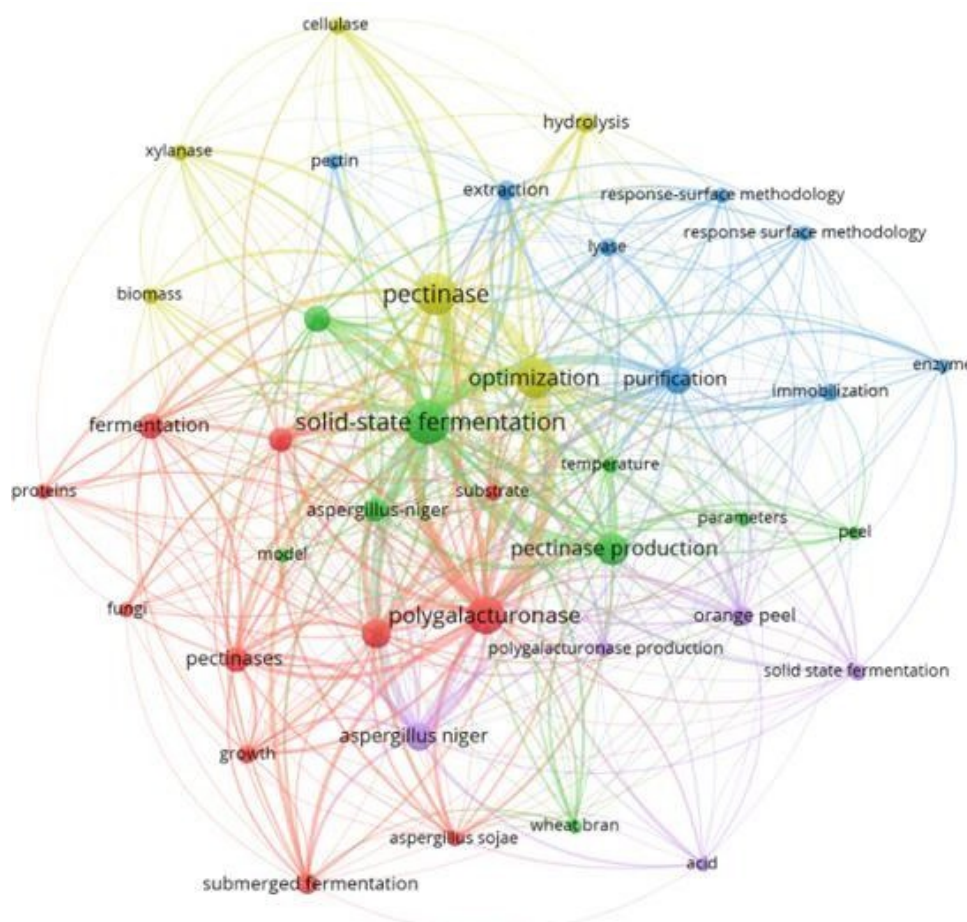 cellulase
hydrolysis
xylanase
pectin
extraction
response-surface methodology
response surface methodology
lyase
biomass
pectinase
enzyme
optimization
purification
immobilization
fermentation
solid-state fermentation
temperature
proteins
substrate
aspergillus-niger
parameters
peel
model
pectinase production
fungi
polygalacturonase
orange peel
pectinases
polygalacturonase production
solid state fermentation
aspergillus niger
growth
wheat bran
aspergillus sojae
acid
submerged fermentation